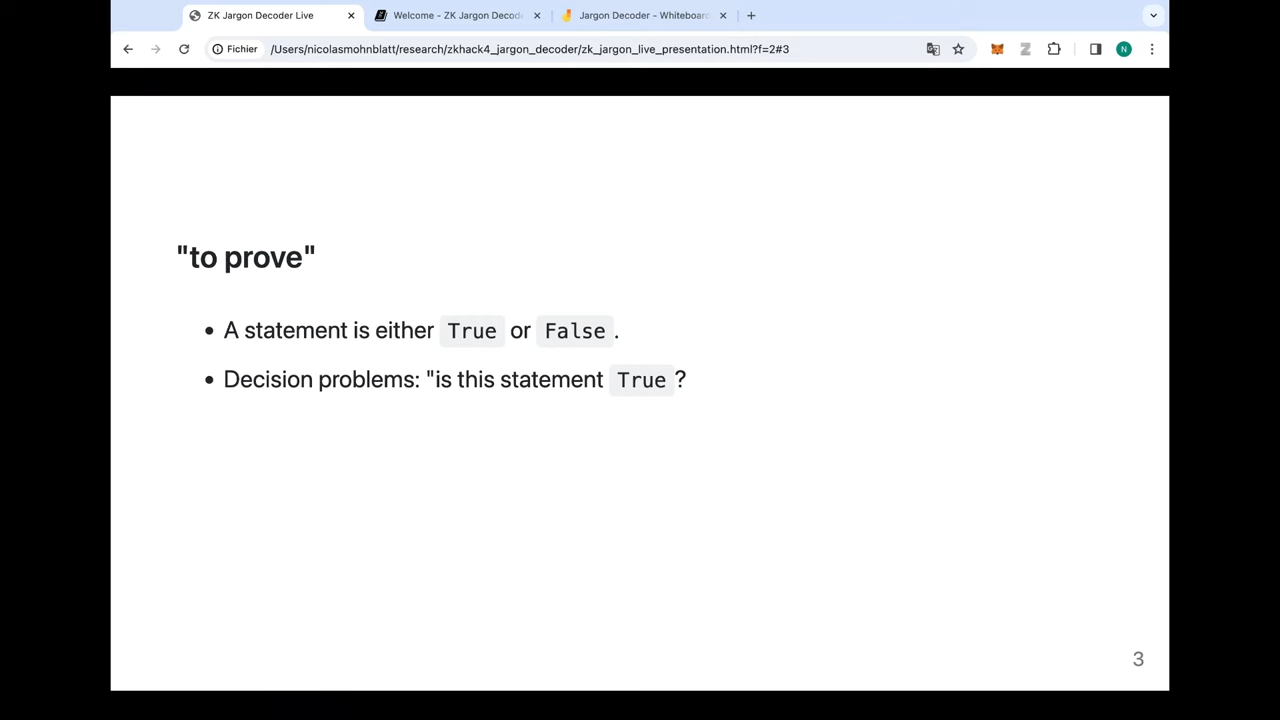 ZK Jargon Decoder Live
Welcome - ZK Jargon Decod
Jargon Decoder - Whiteboard
Fichier
/Users/nicolasmohnblatt/research/zkhack4_jargon_decoder/zk_jargon_live_presentation.html?f=2#3
N
"to prove"
• A statement is either True or False.
• Decision problems: "is this statement True?
3